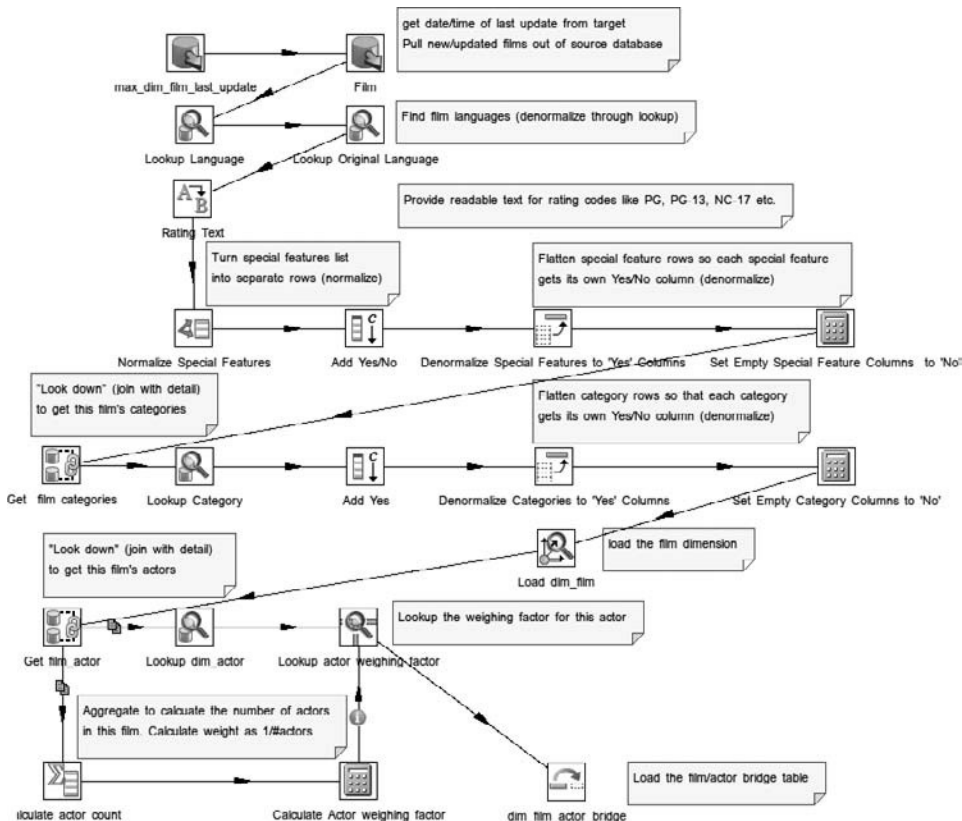 get date/time of last update from target
Pull new/updated films out of source database
max_dim_film_last_update
Film
Find film languages (denormalize through lookup)
Lookup Language
Lookup Original Language
Provide readable text for rating codes like PG, PG 13, NC 17 etc.
Rating Text
Turn special features list
into separate rows (normalize)
Flatten special feature rows so each special feature
gets its own Yes/No column (denormalize)
Normalize Special Features
Add Yes/No
Denormalize Special Features to 'Yes' Columns
Set Empty Special Feature Columns to 'No'
"Look down" (join with detail)
to get this film's categories
Flatten category rows so that each category
gets its own Yes/No column (denormalize)
Get film categories
Lookup Category
Add Yes
Denormalize Categories to 'Yes' Columns
Set Empty Category Columns to 'No'
"Look down" (join with detail)
to get this film's actors
load the film dimension
Load dim_film
Lookup the weighing factor for this actor
Get film_actor
Lookup dim_actor
Lookup actor weighing factor
Aggregate to calcuate the number of actors
in this film. Calculate weight as 1/#actors
Load the film/actor bridge table
lculate actor count
Calculate Actor weighing factor
dim_film_actor_bridge